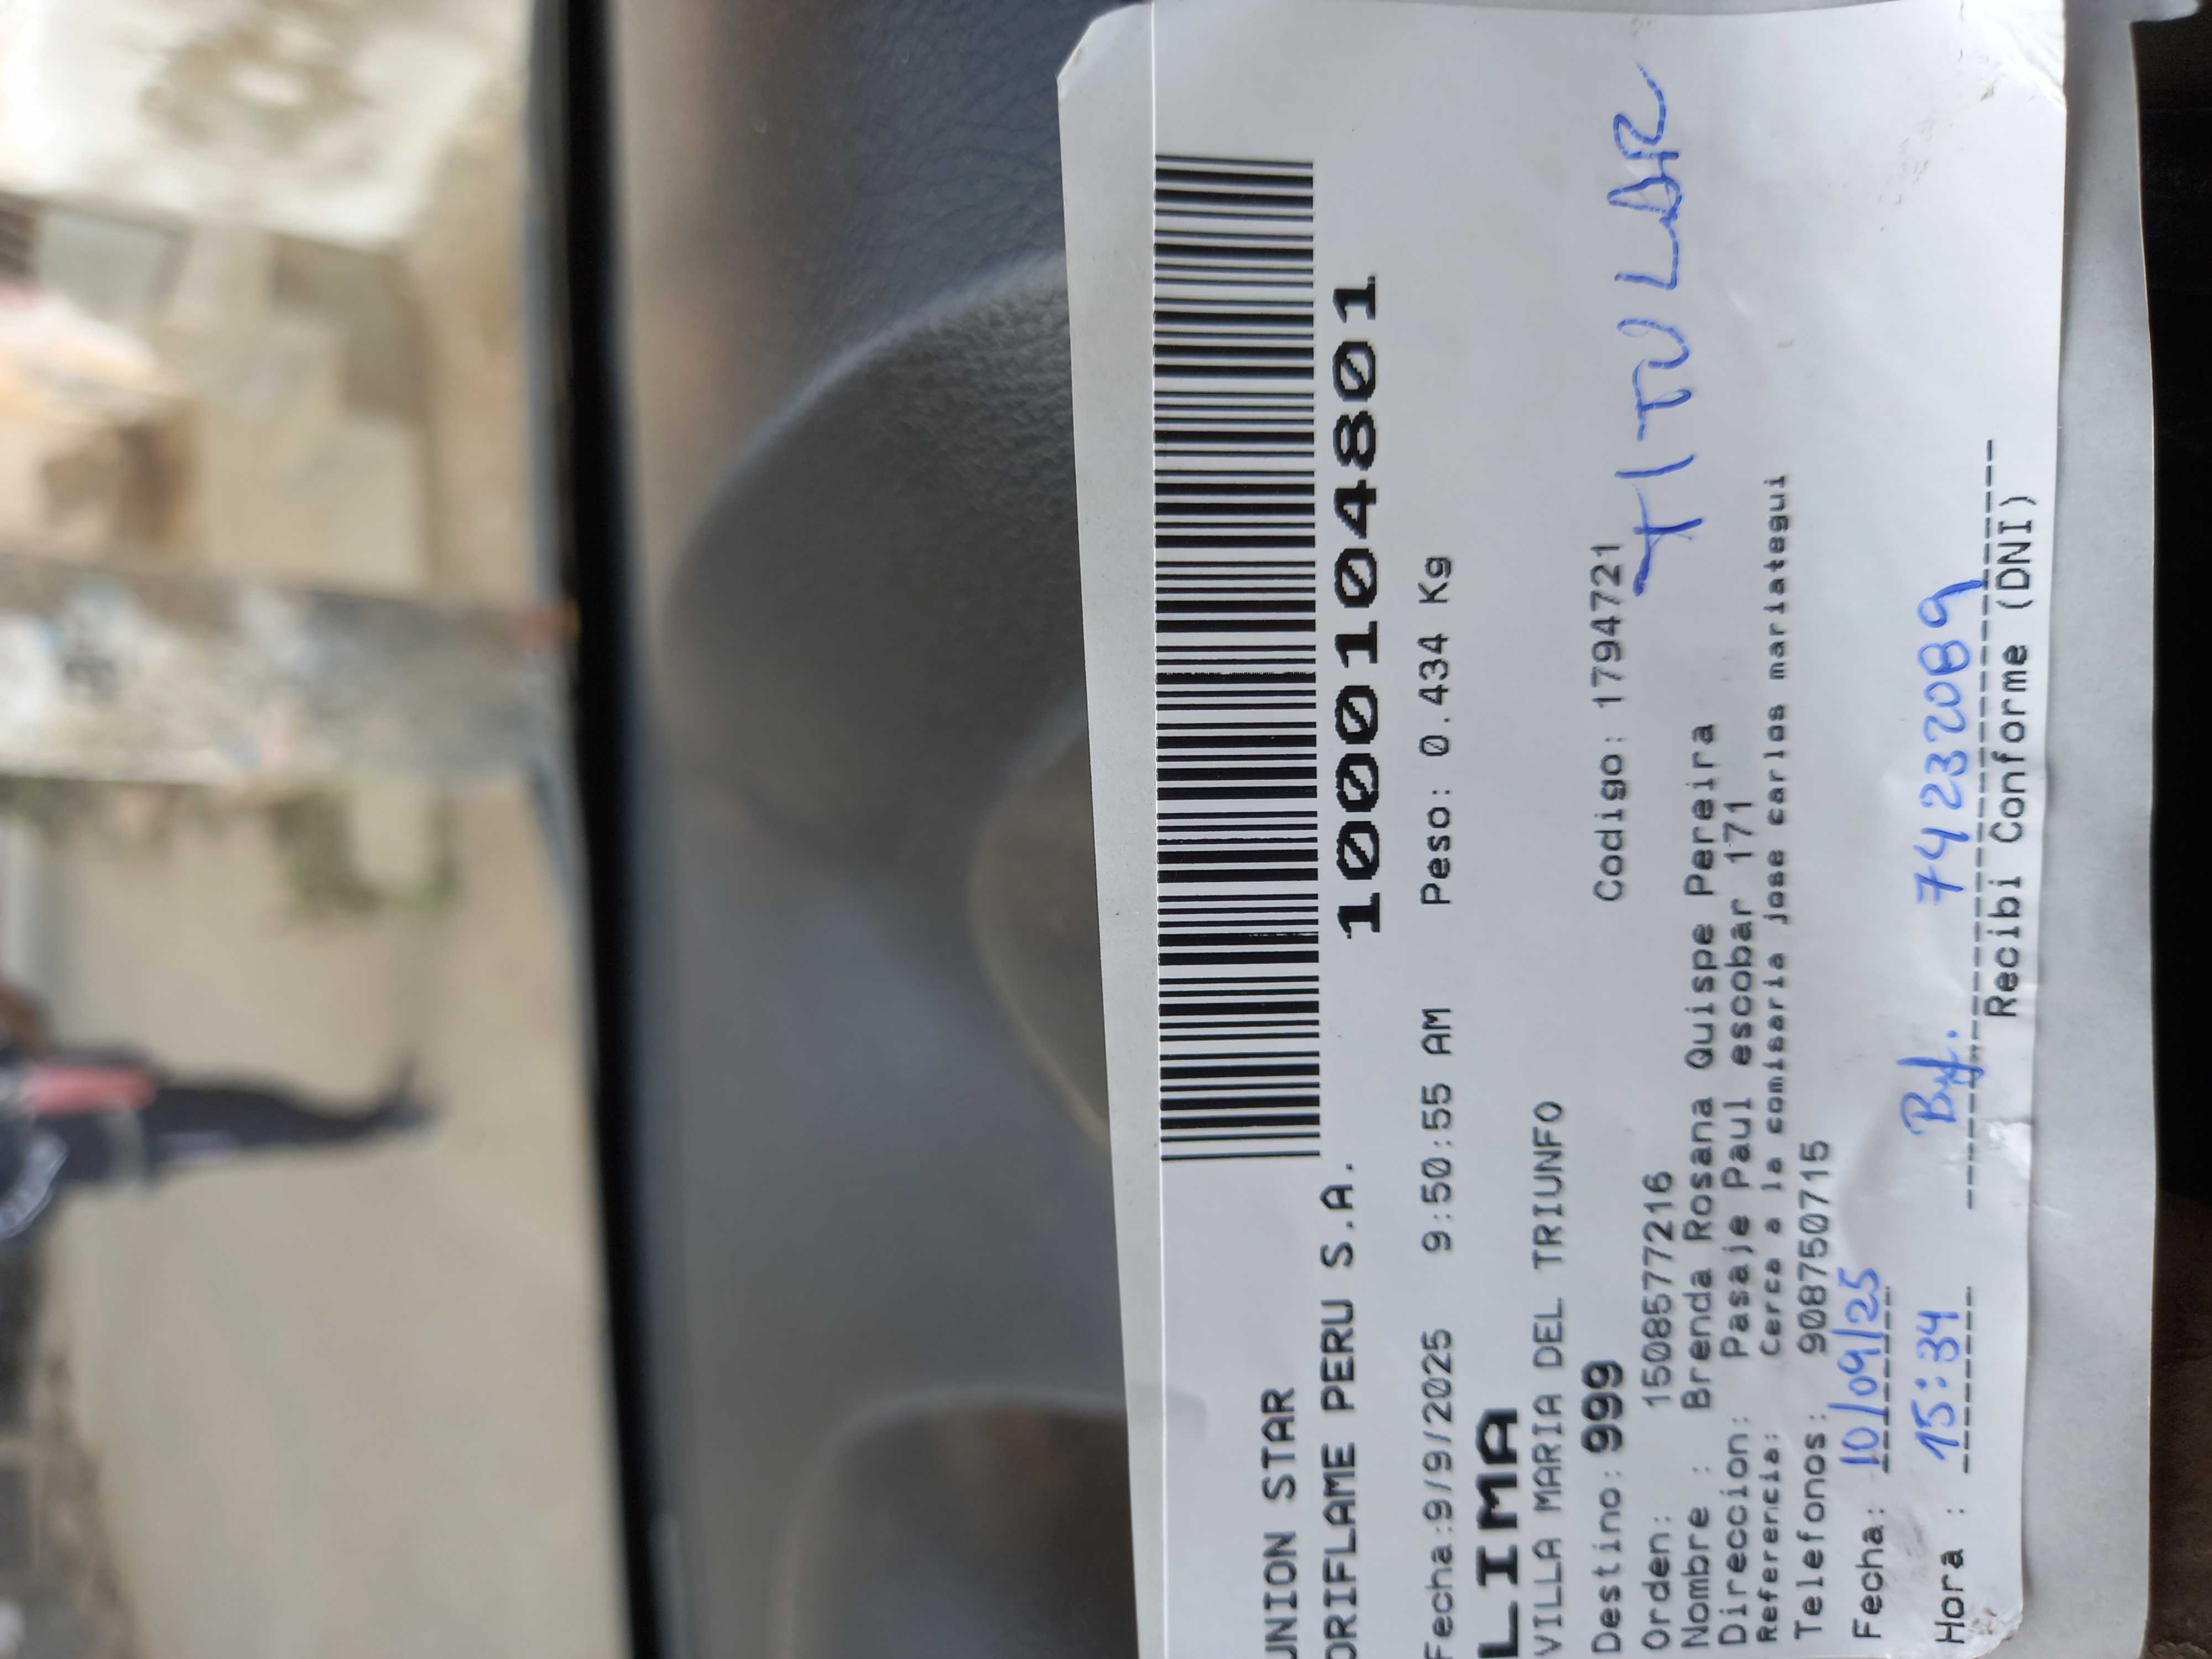 UNION STAR
ORIFLAME PERU S.A.
1000104801
Fecha:9/9/2025 9:50:55 AM Peso: 0.434 Kg
LIMA
VILLA MARIA DEL TRIUNFO
Destino: 999 Codigo: 1794721
TITULAR
Orden: 1508577216
Nombre : Brenda Rosana Quispe Pereira
Direccion: Pasaje Paul escobar 171
Referencia: Cerca a la comisaria jose carlos mariategui
Telefonos: 908750715
Fecha: 10/09/25
Hora : 15:34 74232089
Recibi Conforme (DNI)